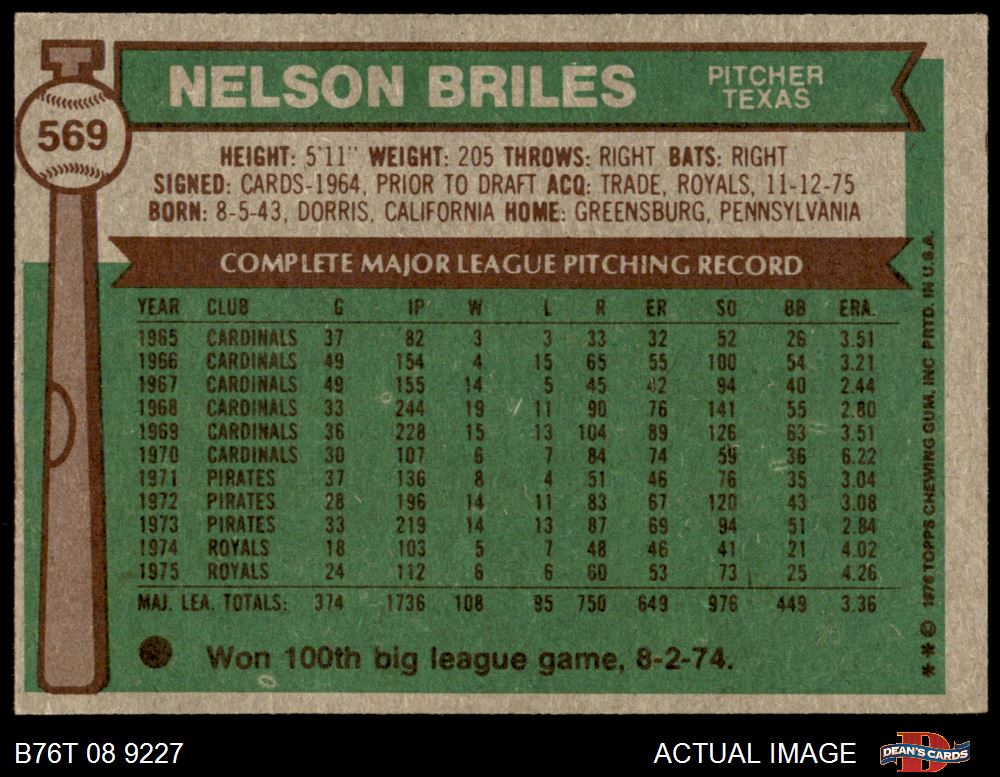 569
NELSON BRILES
PITCHER
TEXAS
HEIGHT: 5'11" WEIGHT: 205 THROWS: RIGHT BATS: RIGHT
SIGNED: CARDS-1964, PRIOR TO DRAFT ACQ: TRADE, ROYALS, 11-12-75
BORN: 8-5-43, DORRIS, CALIFORNIA HOME: GREENSBURG, PENNSYLVANIA
COMPLETE MAJOR LEAGUE PITCHING RECORD
YEAR CLUB G IP W L R ER SO BB ERA.
1965 CARDINALS 37 82 3 3 33 32 52 26 3.51
1966 CARDINALS 49 154 4 15 65 55 100 54 3.21
1967 CARDINALS 49 155 14 5 45 42 94 40 2.44
1968 CARDINALS 33 244 19 11 90 76 141 55 2.80
1969 CARDINALS 36 228 15 13 104 89 126 63 3.51
1970 CARDINALS 30 107 6 7 84 74 59 36 6.22
1971 PIRATES 37 136 8 4 51 46 76 35 3.04
1972 PIRATES 28 196 14 11 83 67 120 43 3.08
1973 PIRATES 33 219 14 13 87 69 94 51 2.84
1974 ROYALS 18 103 5 7 48 46 41 21 4.02
1975 ROYALS 24 112 6 6 60 53 73 25 4.26
MAJ. LEA. TOTALS: 374 1736 108 95 750 649 976 449 3.36
Won 100th big league game, 8-2-74.
** © 1976 TOPPS CHEWING GUM, INC PRTD. IN U.S.A.
B76T 08 9227
ACTUAL IMAGE
DEAN'S CARDS